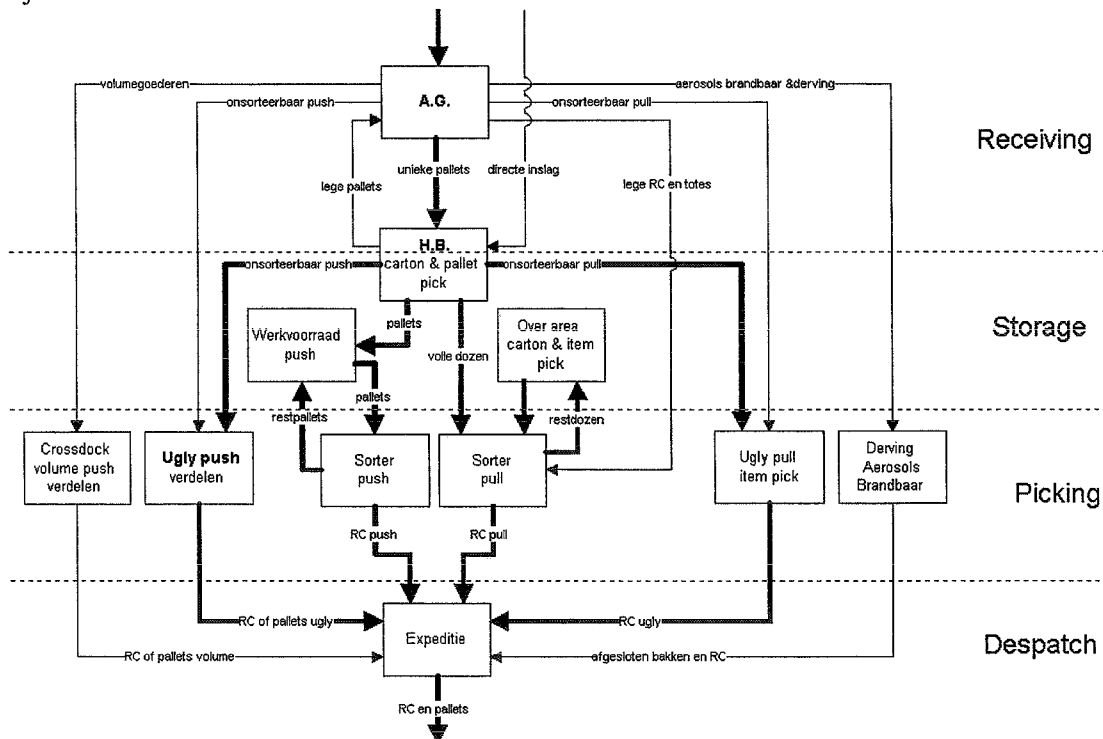 volumegoederen
A.G.
aerosols brandbaar &derving
onsorteerbaar push
onsorteerbaar pull
Receiving
unieke pallets
directe inslag
lege pallets
lege RC en totes
H.B.
carton & pallet
pick
onsorteerbaar push
onsorteerbaar pull
Storage
Werkvoorraad
push
pallets
Over area
carton & item
pick
volle dozen
pallets
restpallets
restdozen
Crossdock
volume push
verdelen
Ugly push
verdelen
Sorter
push
Sorter
pull
Ugly pull
item pick
Derving
Aerosols
Brandbaar
Picking
RC push
RC pull
RC of pallets ugly
Expeditie
RC ugly
Despatch
RC of pallets volume
afgesloten bakken en RC
RC en pallets